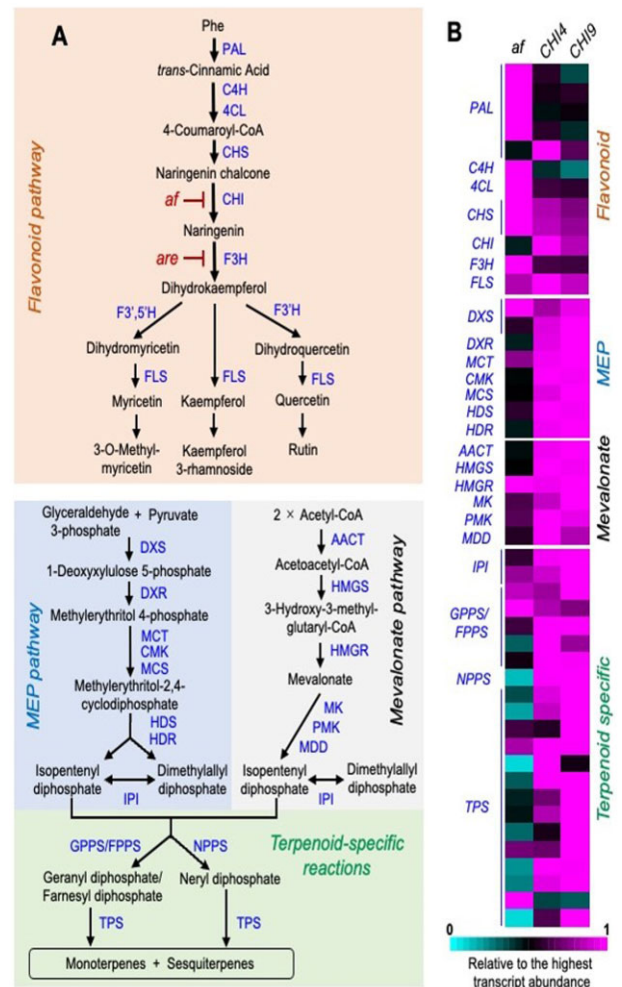 A
Phe
PAL
trans-Cinnamic Acid
C4H
4CL
4-Coumaroyl-CoA
CHS
Naringenin chalcone
af
CHI
Naringenin
are
F3H
Dihydrokaempferol
F3',5'H
F3'H
Dihydromyricetin
Dihydroquercetin
FLS
FLS
FLS
Myricetin
Kaempferol
Quercetin
3-O-Methyl-
myricetin
Kaempferol
3-rhamnoside
Rutin
Flavonoid pathway
Glyceraldehyde + Pyruvate
3-phosphate
DXS
1-Deoxyxylulose 5-phosphate
DXR
Methylerythritol 4-phosphate
MCT
CMK
MCS
Methylerythritol-2,4-
cyclodiphosphate
HDS
HDR
Isopentenyl
diphosphate
Dimethylallyl
diphosphate
IPI
MEP pathway
2 × Acetyl-CoA
AACT
Acetoacetyl-CoA
HMGS
3-Hydroxy-3-methyl-
glutaryl-CoA
HMGR
Mevalonate
MK
PMK
MDD
Isopentenyl
diphosphate
Dimethylallyl
diphosphate
IPI
Mevalonate pathway
GPPS/FPPS
NPPS
Terpenoid-specific
reactions
Geranyl diphosphate/
Farnesyl diphosphate
Neryl diphosphate
TPS
TPS
Monoterpenes + Sesquiterpenes
B
af
CHI4
CHI9
PAL
C4H
4CL
CHS
CHI
F3H
FLS
Flavonoid
DXS
DXR
MCT
CMK
MCS
HDS
HDR
MEP
AACT
HMGS
HMGR
MK
PMK
MDD
Mevalonate
IPI
GPPS/
FPPS
NPPS
TPS
Terpenoid specific
0
1
Relative to the highest
transcript abundance